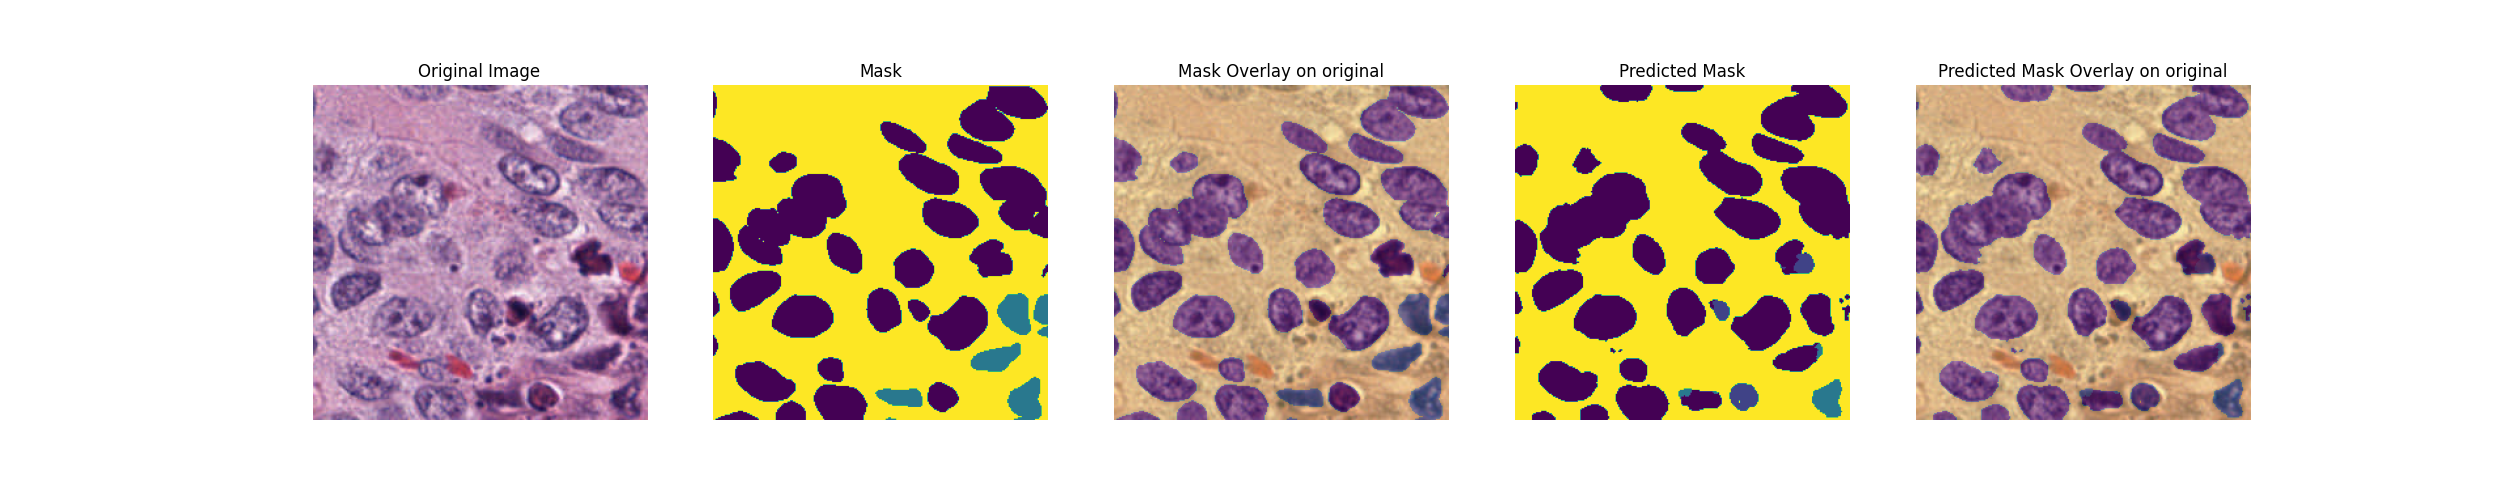 Original Image
Mask
Mask Overlay on original
Predicted Mask
Predicted Mask Overlay on original